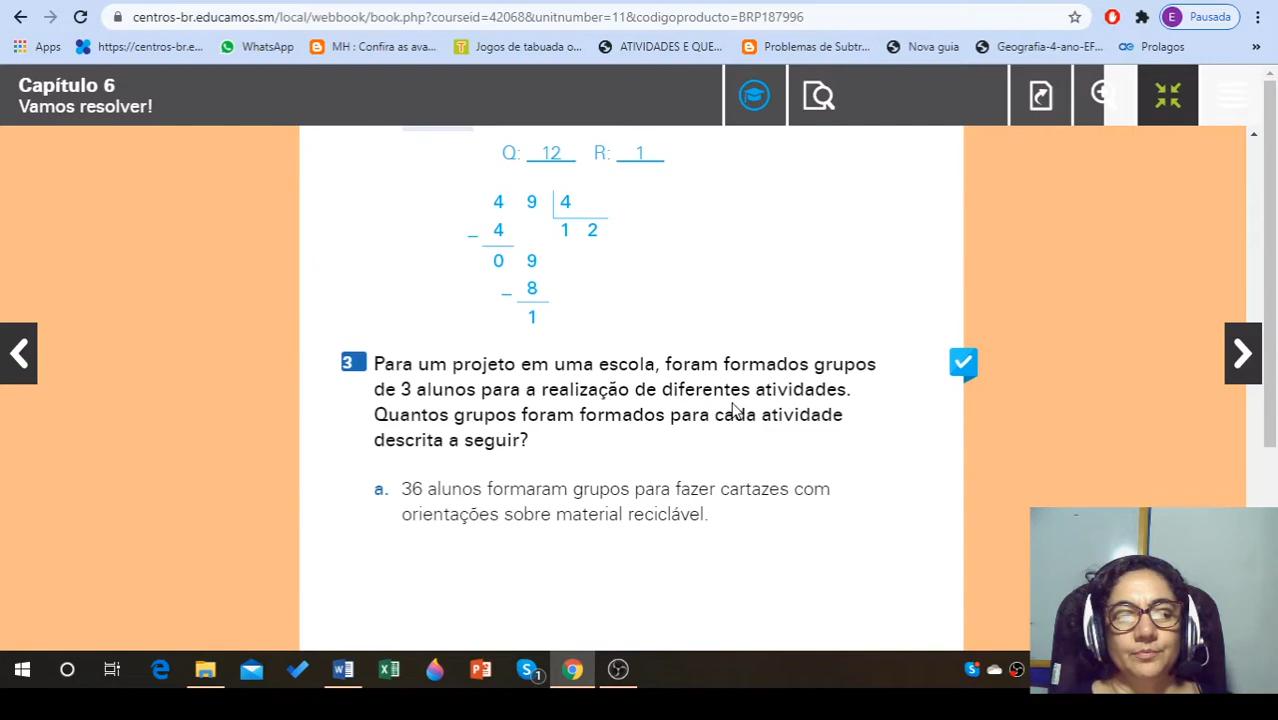 centros-br.educamos.sm/local/webbook/book.php?courseid=42068&unitnumber=11&codigoproducto=BRP187996
E Pausada
Apps https://centros-br.e... WhatsApp MH : Confira as ava... Jogos de tabuada o... ATIVIDADES E QUE... Problemas de Subtr... Nova guia Geografia-4-ano-EF... Prolagos
Capítulo 6
Vamos resolver!
Q: 12 R: 1
4 9 4
_ 4 1 2
0 9
_ 8
1
3 Para um projeto em uma escola, foram formados grupos
de 3 alunos para a realização de diferentes atividades.
Quantos grupos foram formados para cada atividade
descrita a seguir?
a. 36 alunos formaram grupos para fazer cartazes com
orientações sobre material reciclável.